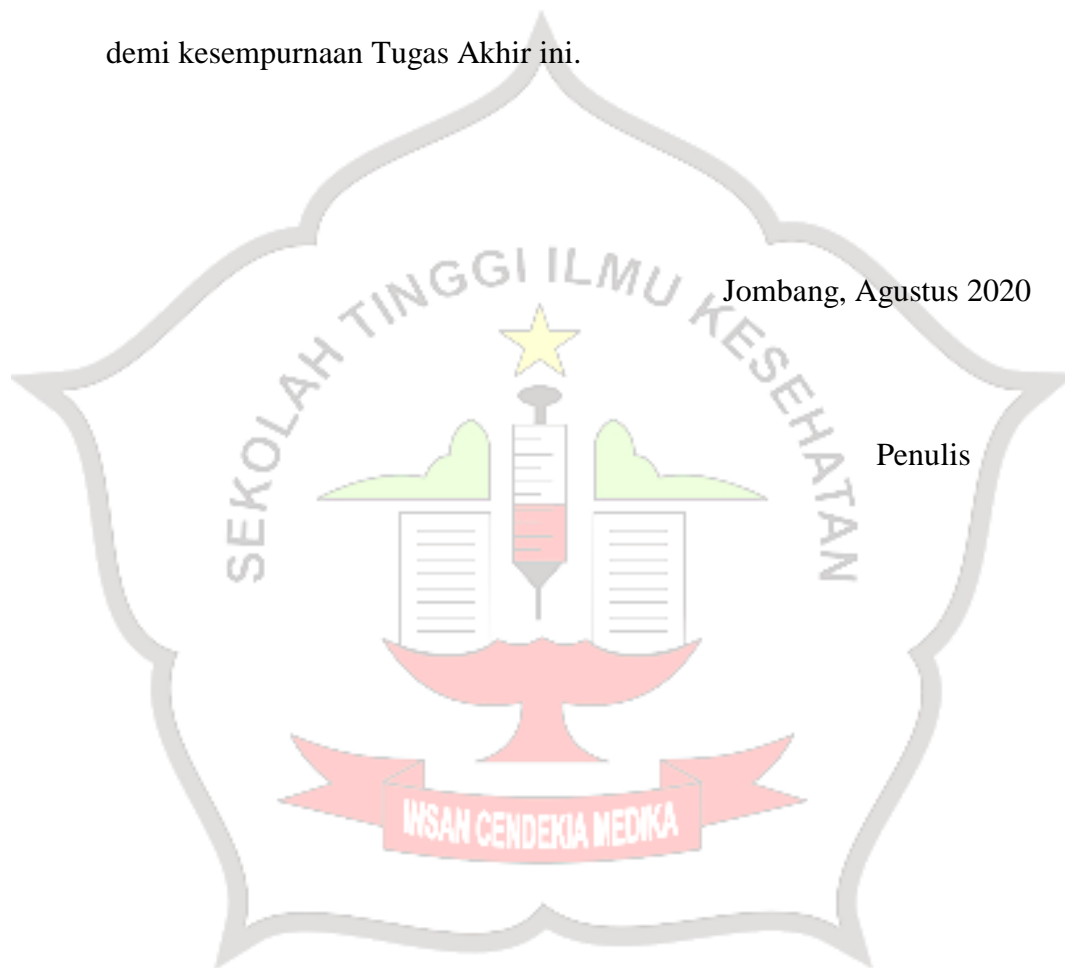 demi kesempurnaan Tugas Akhir ini.
SEKOLAH TINGGI ILMU KESEHATAN
Jombang, Agustus 2020
Penulis
INSAN CENDEKIA MEDIKA